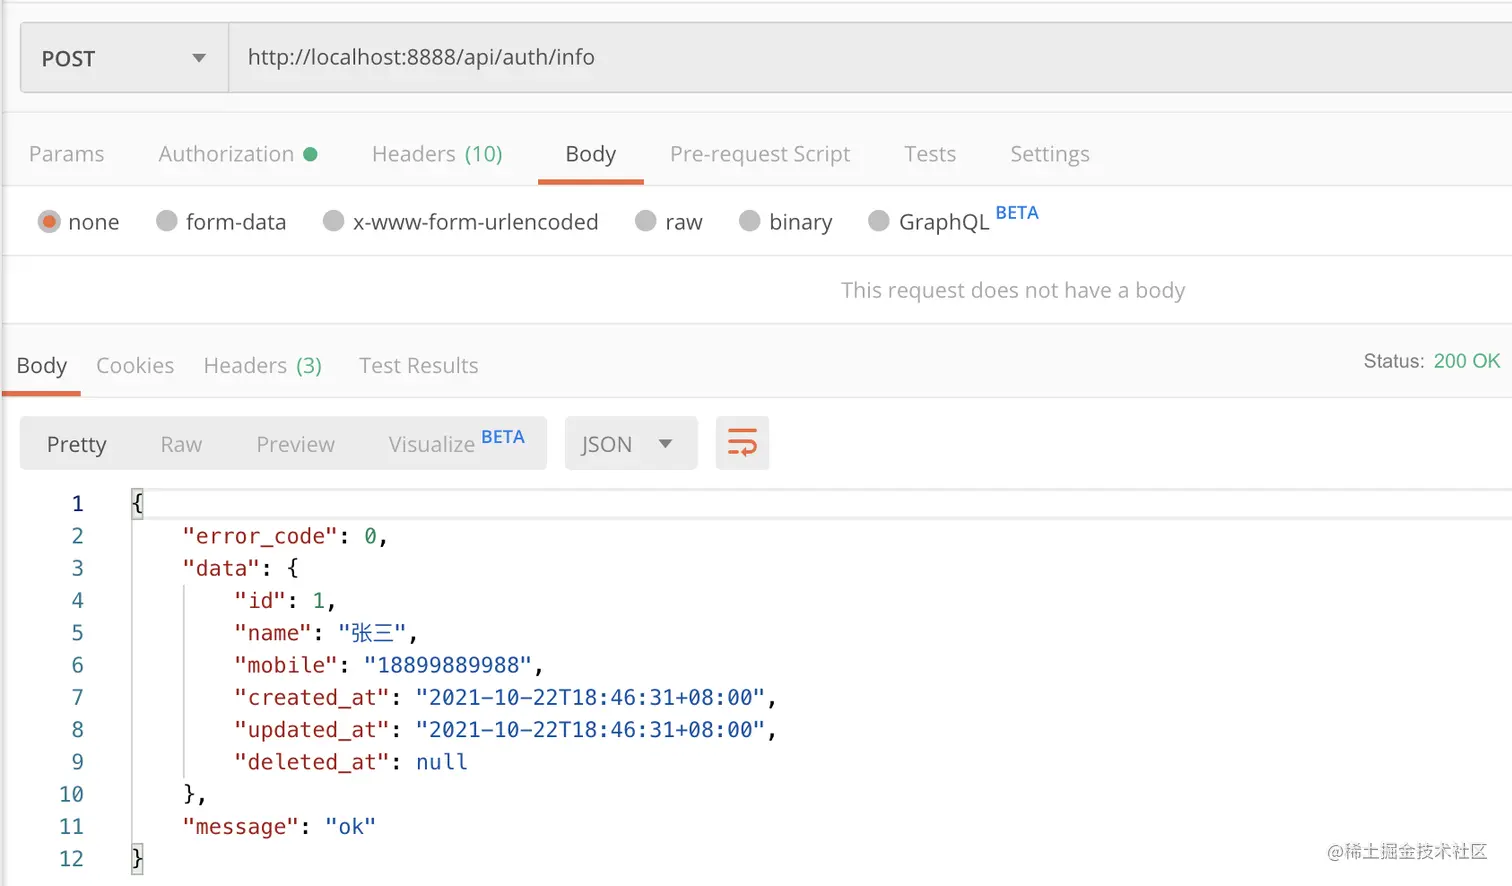 POST http://localhost:8888/api/auth/info
Params Authorization Headers (10) Body Pre-request Script Tests Settings
none form-data x-www-form-urlencoded raw binary GraphQL BETA
This request does not have a body
Body Cookies Headers (3) Test Results Status: 200 OK
Pretty Raw Preview Visualize BETA JSON
1 {
2 "error_code": 0,
3 "data": {
4 "id": 1,
5 "name": "张三",
6 "mobile": "18899889988",
7 "created_at": "2021-10-22T18:46:31+08:00",
8 "updated_at": "2021-10-22T18:46:31+08:00",
9 "deleted_at": null
10 },
11 "message": "ok"
12 }
@稀土掘金技术社区